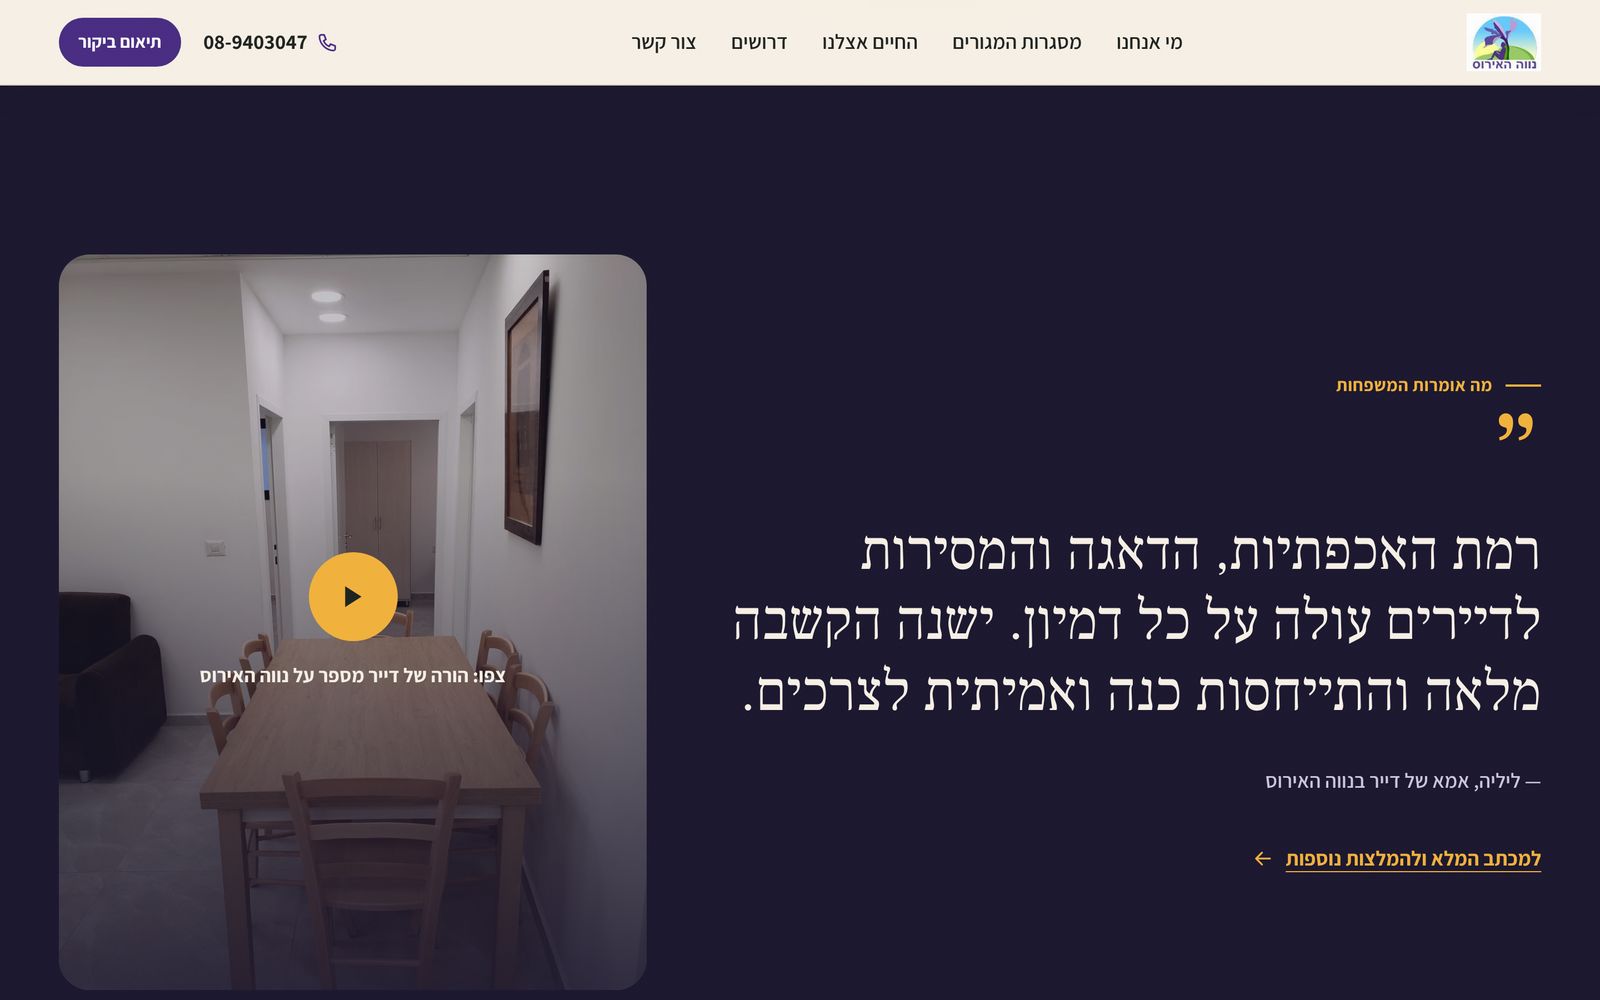 נווה האירוס
מי אנחנו
מסגרות המגורים
החיים אצלנו
דרושים
צור קשר
08-9403047
תיאום ביקור
מה אומרות המשפחות
”
רמת האכפתיות, הדאגה והמסירות
לדיירים עולה על כל דמיון. ישנה הקשבה
מלאה והתייחסות כנה ואמיתית לצרכים.
— ליליה, אמא של דייר בנווה האירוס
למכתב המלא ולהמלצות נוספות ←
צפו: הורה של דייר מספר על נווה האירוס